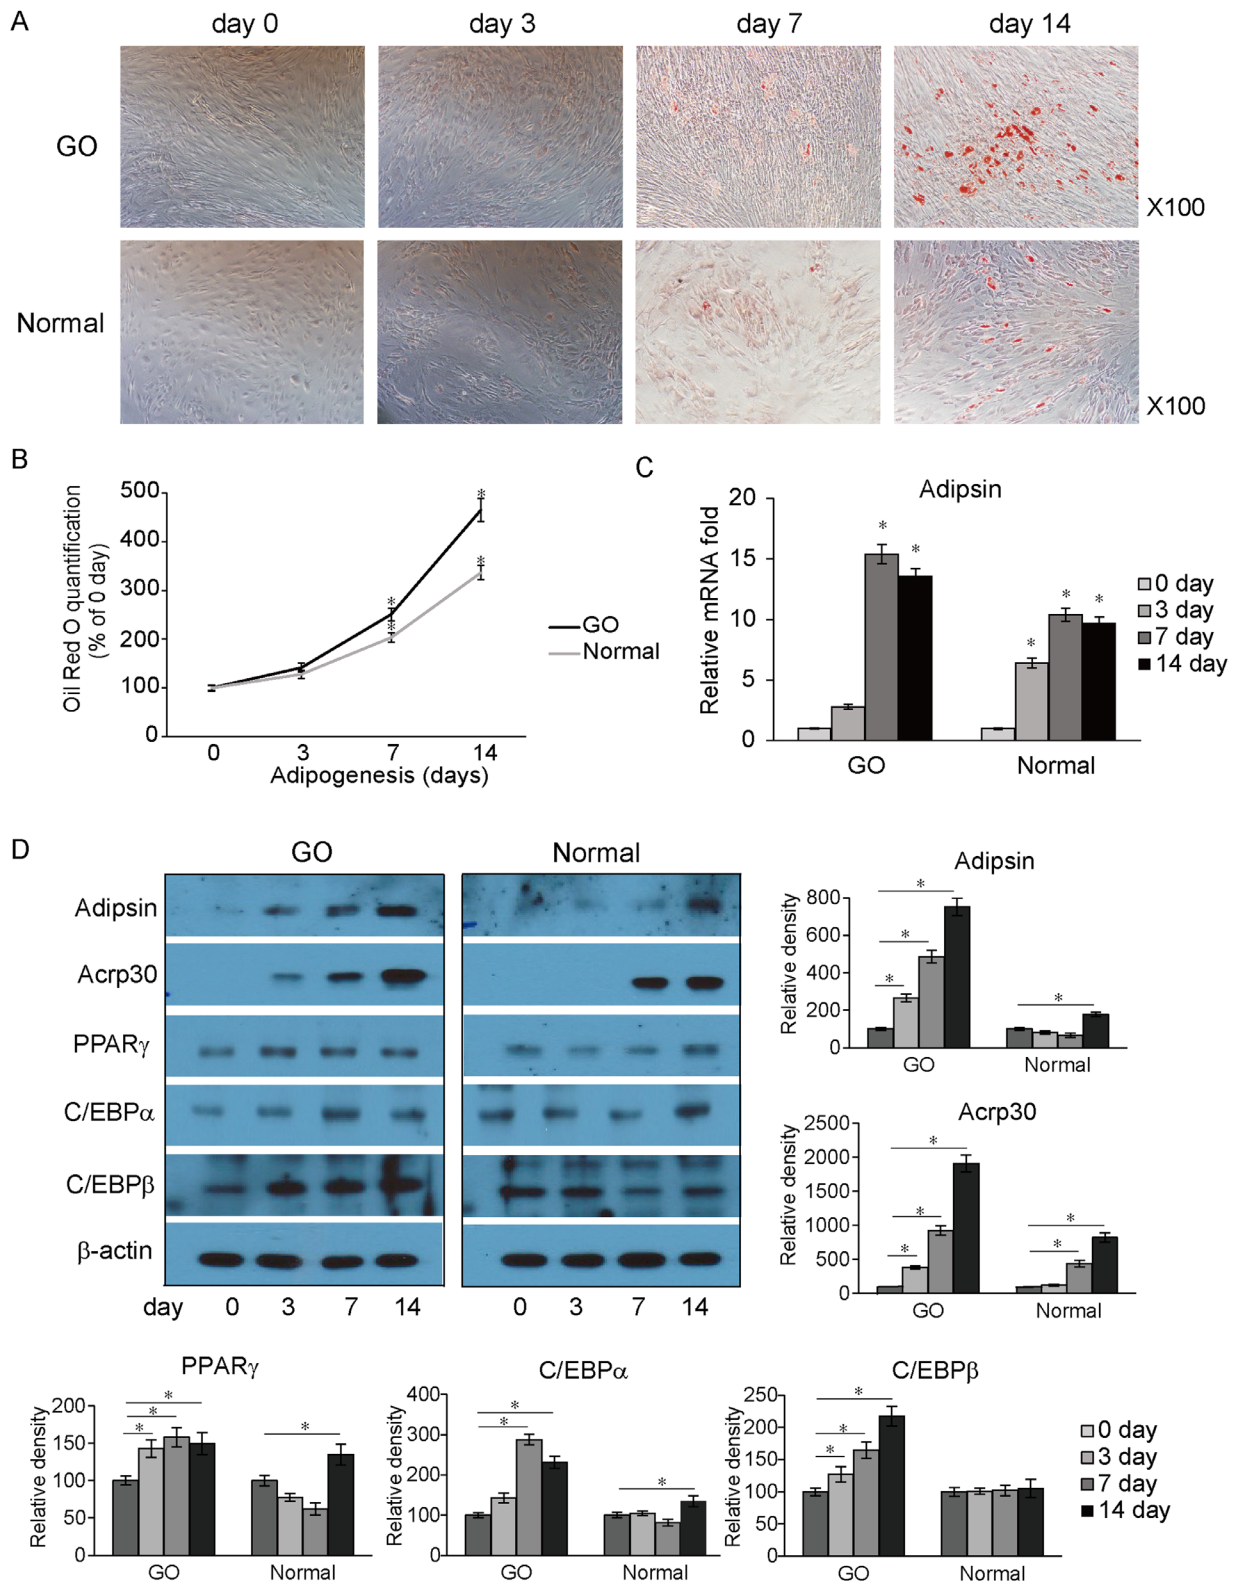 A
day 0 day 3 day 7 day 14
GO
X100
Normal
X100
B
Oil Red O quantification
(% of 0 day)
500
400
300
200
100
0
*
*
*
*
GO
Normal
0 3 7 14
Adipogenesis (days)
C
Adipsin
Relative mRNA fold
20
15
10
5
0
* * * * *
GO Normal
0 day
3 day
7 day
14 day
D
GO Normal
Adipsin
Acrp30
PPARγ
C/EBPα
C/EBPβ
β-actin
day 0 3 7 14 0 3 7 14
Adipsin
Relative density
800
600
400
200
0
* * * *
GO Normal
Acrp30
Relative density
2500
2000
1500
1000
500
0
* * * * *
GO Normal
PPARγ
Relative density
200
150
100
50
0
* * * *
GO Normal
C/EBPα
Relative density
400
300
200
100
0
* * *
GO Normal
C/EBPβ
Relative density
250
200
150
100
50
0
* * *
GO Normal
0 day
3 day
7 day
14 day